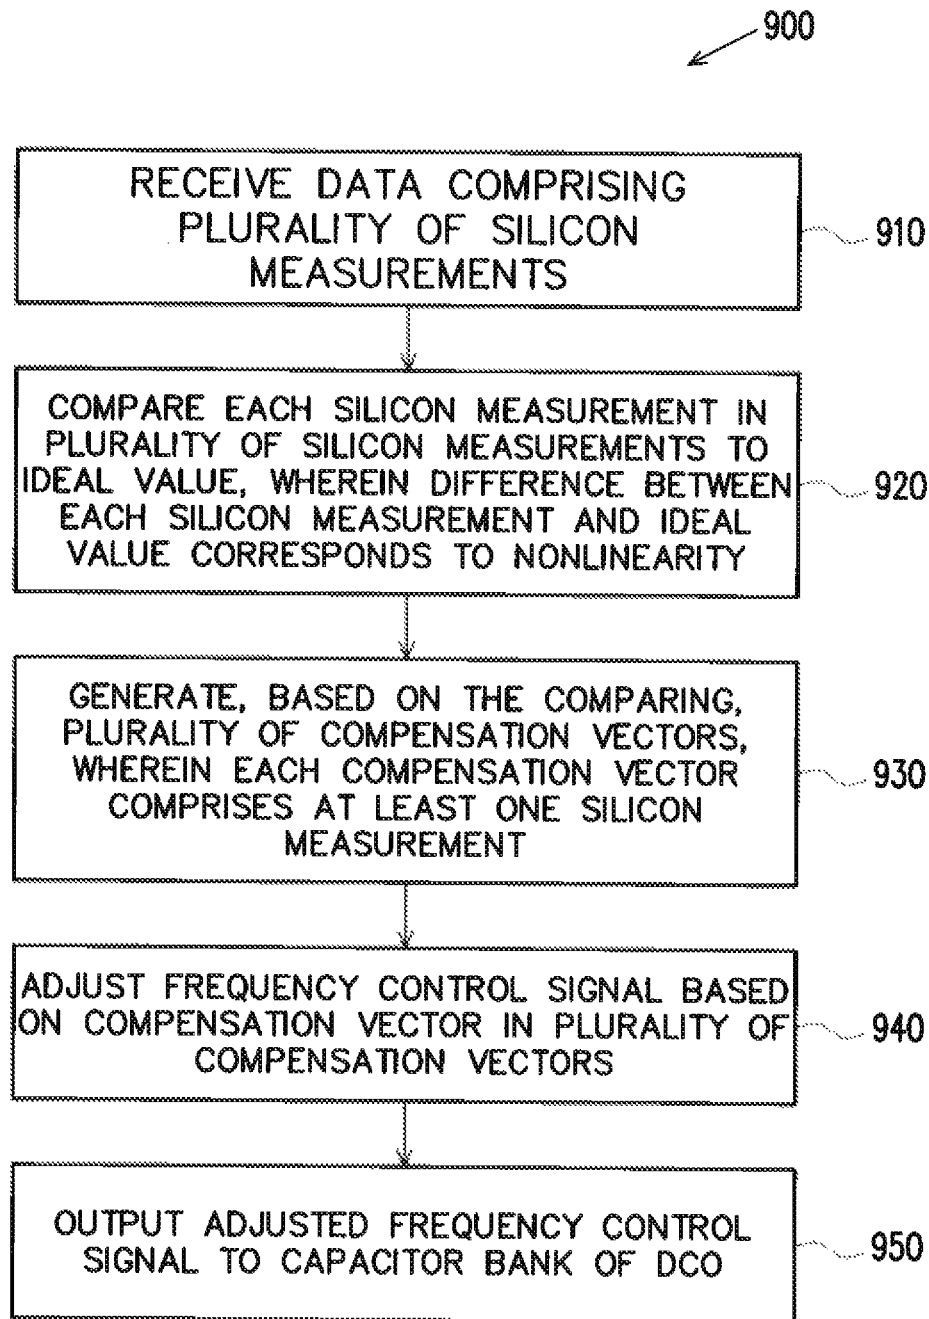 900
RECEIVE DATA COMPRISING
PLURALITY OF SILICON
MEASUREMENTS
910
COMPARE EACH SILICON MEASUREMENT IN
PLURALITY OF SILICON MEASUREMENTS TO
IDEAL VALUE, WHEREIN DIFFERENCE BETWEEN
EACH SILICON MEASUREMENT AND IDEAL
VALUE CORRESPONDS TO NONLINEARITY
920
GENERATE, BASED ON THE COMPARING,
PLURALITY OF COMPENSATION VECTORS,
WHEREIN EACH COMPENSATION VECTOR
COMPRISES AT LEAST ONE SILICON
MEASUREMENT
930
ADJUST FREQUENCY CONTROL SIGNAL BASED
ON COMPENSATION VECTOR IN PLURALITY OF
COMPENSATION VECTORS
940
OUTPUT ADJUSTED FREQUENCY CONTROL
SIGNAL TO CAPACITOR BANK OF DCO
950